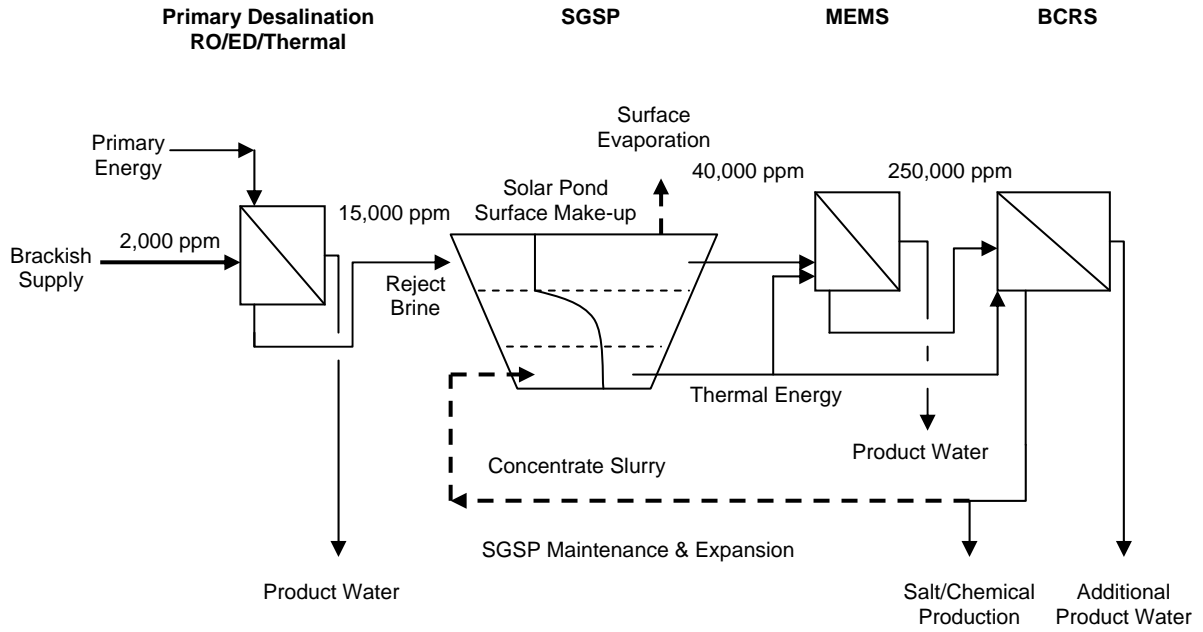 Primary Desalination
RO/ED/Thermal
SGSP
MEMS
BCRS
Surface
Evaporation
Primary
Energy
40,000 ppm
250,000 ppm
Solar Pond
Surface Make-up
15,000 ppm
2,000 ppm
Brackish
Supply
Reject
Brine
Thermal Energy
Product Water
Concentrate Slurry
SGSP Maintenance & Expansion
Product Water
Salt/Chemical
Production
Additional
Product Water